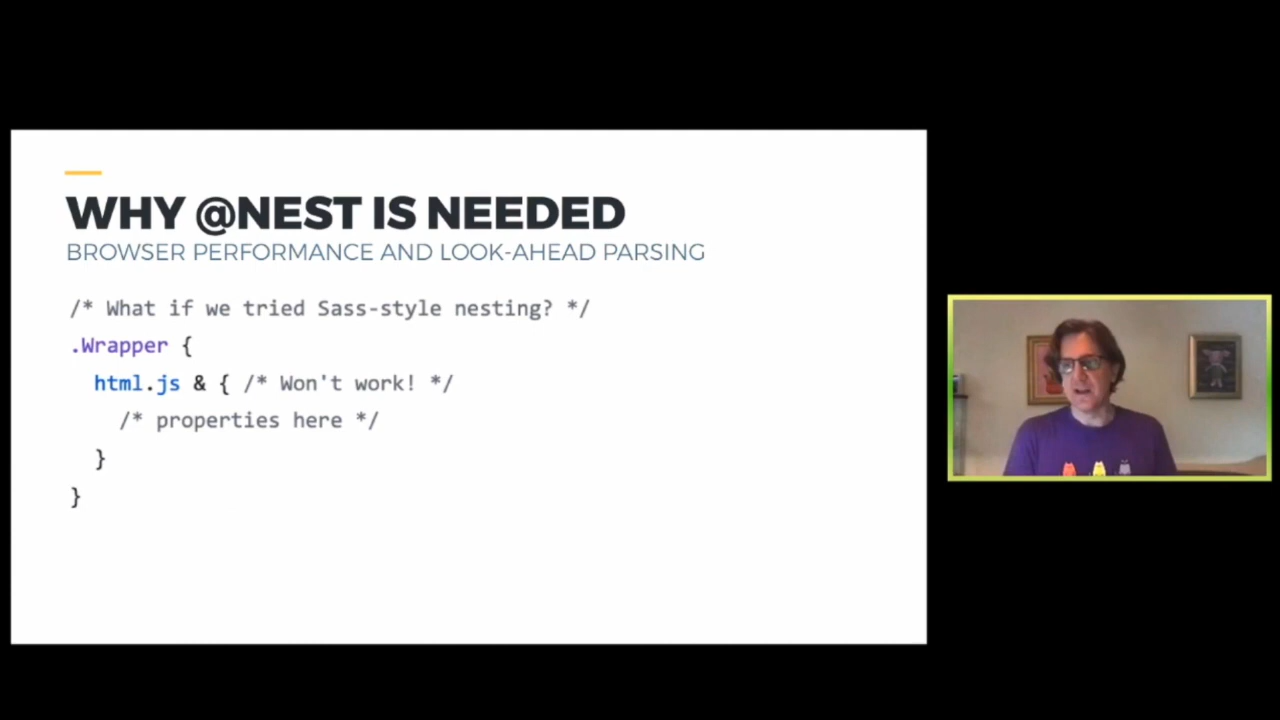 WHY @NEST IS NEEDED
BROWSER PERFORMANCE AND LOOK-AHEAD PARSING
/* What if we tried Sass-style nesting? */
.Wrapper {
html.js & { /* Won't work! */
/* properties here */
}
}